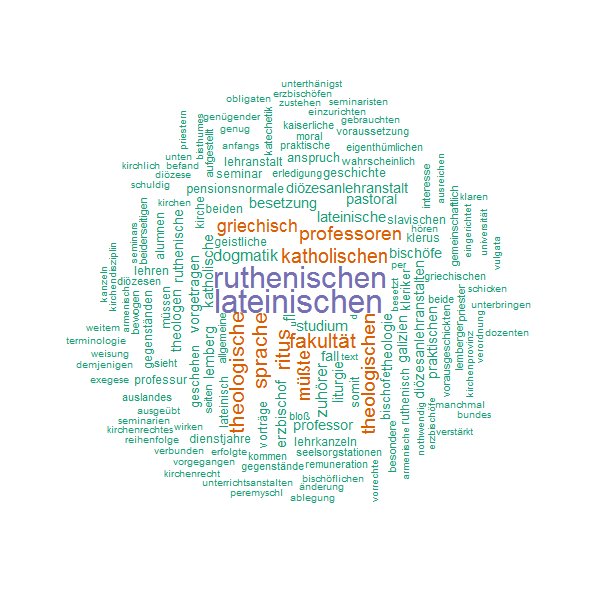 unterthänigst
erzbischöfen
obligaten
zustehen
seminaristen
priestern
bisthumes
genügender
katechetik
einzurichten
kaiserliche
gebrauchten
genug
moral
voraussetzung
aufgestellt
anfangs
praktische
eigenthümlichen
unten
kirchlich
befand
lehranstalt
anspruch
wahrscheinlich
diözese
seminar
erledigung
geschichte
interesse
ausreichen
schuldig
pensionsnormale
diözesanlehranstalt
kirchen
kirche
beiden
besetzung
pastoral
gemeinschaftlich
klaren
seminars
beiderseitigen
alumnen
ruthenische
griechisch
lateinische
slavischen
eingerichtet
universität
hören
professoren
klerus
geistliche
vulgata
kanzeln
kirchendisziplin
dogmatik
katholischen
bischöfe
lehren
katholische
besetzt
per
griechischen
diözesen
ruthenischen
kleriker
schicken
armenische
bewogen
müssen
vorgetragen
lateinischen
beide
priester
unterbringen
gegenständen
theologen
galizien
diözesanlehranstalten
praktischen
vorausgeschickten
lemberger
kirchenprovinz
verordnung
dozenten
weitem
terminologie
lemberg
allgemeine
theologische
sprache
ritus
fl
studium
fakultät
theologischen
bischof
theologie
weisung
sieht
müßte
fall
text
demjenigen
geschehen
exegese
professur
zuhörer
liturgie
somit
ruthenisch
manchmal
auslandes
seiten
lateinisch
erzbischof
nothwendig
erzbischöfe
bundes
ausgeübt
bloß
seminarien
vorträge
professor
verstärkt
kirchenrechtes
wirken
reihenfolge
dienstjahre
lehrkanzeln
besondere
armenische
verbunden
erfolgte
seelsorgstationen
kommen
vorgegangen
gegenstände
remuneration
kirchenrecht
bischöflichen
vorrechte
unterrichtsanstalten
änderung
peremyschl
ablegung